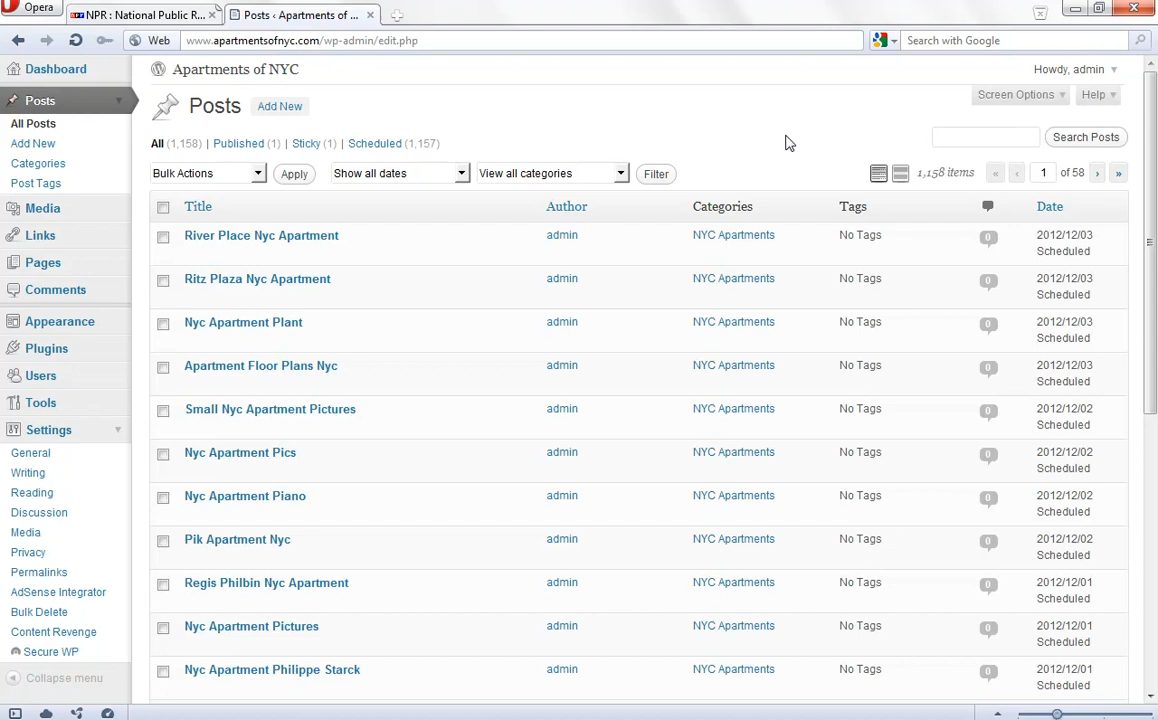 Opera
NPR : National Public R...
Posts ‹ Apartments of ...
Web
www.apartmentsofnyc.com/wp-admin/edit.php
Search with Google
Apartments of NYC
Howdy, admin
Dashboard
Posts
All Posts
Add New
Categories
Post Tags
Media
Links
Pages
Comments
Appearance
Plugins
Users
Tools
Settings
General
Writing
Reading
Discussion
Media
Privacy
Permalinks
AdSense Integrator
Bulk Delete
Content Revenge
Secure WP
Collapse menu
Posts Add New
Screen Options Help
All (1,158) | Published (1) | Sticky (1) | Scheduled (1,157)
Search Posts
Bulk Actions Apply Show all dates View all categories Filter 1,158 items « ‹ 1 of 58 › »
Title Author Categories Tags Date
River Place Nyc Apartment admin NYC Apartments No Tags 0 2012/12/03
Scheduled
Ritz Plaza Nyc Apartment admin NYC Apartments No Tags 0 2012/12/03
Scheduled
Nyc Apartment Plant admin NYC Apartments No Tags 0 2012/12/03
Scheduled
Apartment Floor Plans Nyc admin NYC Apartments No Tags 0 2012/12/03
Scheduled
Small Nyc Apartment Pictures admin NYC Apartments No Tags 0 2012/12/02
Scheduled
Nyc Apartment Pics admin NYC Apartments No Tags 0 2012/12/02
Scheduled
Nyc Apartment Piano admin NYC Apartments No Tags 0 2012/12/02
Scheduled
Pik Apartment Nyc admin NYC Apartments No Tags 0 2012/12/02
Scheduled
Regis Philbin Nyc Apartment admin NYC Apartments No Tags 0 2012/12/01
Scheduled
Nyc Apartment Pictures admin NYC Apartments No Tags 0 2012/12/01
Scheduled
Nyc Apartment Philippe Starck admin NYC Apartments No Tags 0 2012/12/01
Scheduled